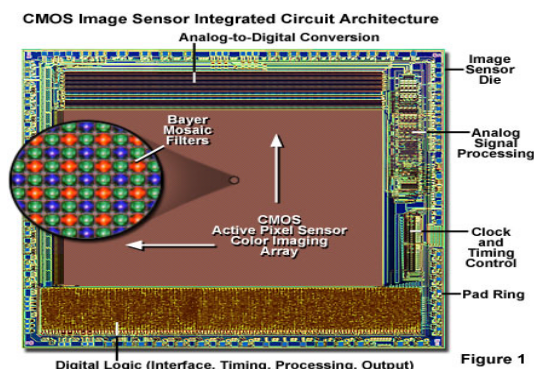 CMOS Image Sensor Integrated Circuit Architecture
Analog-to-Digital Conversion
Image
Sensor
Die
Bayer
Mosaic
Filters
Analog
Signal
Processing
CMOS
Active Pixel Sensor
Color Imaging
Array
Clock
and
Timing
Control
Pad Ring
Digital Logic (Interface, Timing, Processing, Output)
Figure 1